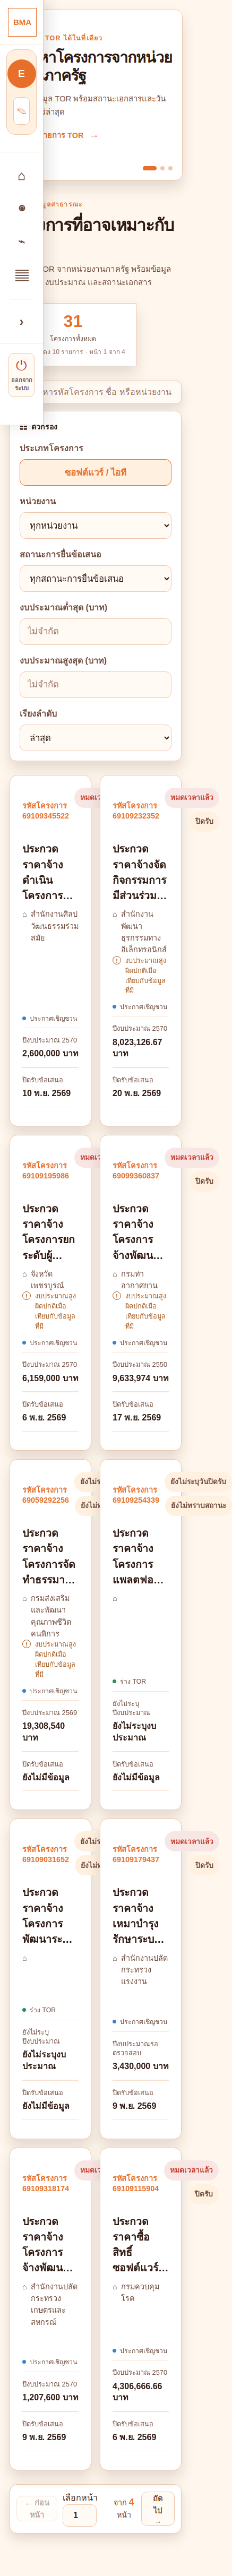 BMA
E
ออกจาก
ระบบ
TOR ได้ในที่เดียว
หาโครงการจากหน่วย
นภาครัฐ
มูล TOR พร้อมสถานะเอกสารและวัน
ล่าสุด
ายการ TOR →
มูลสาธารณะ
งการที่อาจเหมาะกับ
OR จากหน่วยงานภาครัฐ พร้อมข้อมูล
งบประมาณ และสถานะเอกสาร
31
โครงการทั้งหมด
ดง 10 รายการ · หน้า 1 จาก 4
หารหัสโครงการ ชื่อ หรือหน่วยงาน
ตัวกรอง
ประเภทโครงการ
ซอฟต์แวร์ / ไอที
หน่วยงาน
ทุกหน่วยงาน
สถานะการยื่นข้อเสนอ
ทุกสถานะการยื่นข้อเสนอ
งบประมาณต่ำสุด (บาท)
ไม่จำกัด
งบประมาณสูงสุด (บาท)
ไม่จำกัด
เรียงลำดับ
ล่าสุด
หมดเว
รหัสโครงการ
69109345522
ประกวด
ราคาจ้าง
ดำเนิน
โครงการ…
สำนักงานศิลป
วัฒนธรรมร่วม
สมัย
ประกาศเชิญชวน
ปีงบประมาณ 2570
2,600,000 บาท
ปิดรับข้อเสนอ
10 พ.ย. 2569
หมดเวลาแล้ว
ปิดรับ
รหัสโครงการ
69109232352
ประกวด
ราคาจ้างจัด
กิจกรรมการ
มีส่วนร่วม…
สำนักงาน
พัฒนา
ธุรกรรมทาง
อิเล็กทรอนิกส์
งบประมาณสูง
ผิดปกติเมื่อ
เทียบกับข้อมูล
ที่มี
ประกาศเชิญชวน
ปีงบประมาณ 2570
8,023,126.67
บาท
ปิดรับข้อเสนอ
20 พ.ย. 2569
หมดเว
รหัสโครงการ
69109195986
ประกวด
ราคาจ้าง
โครงการยก
ระดับผู้…
จังหวัด
เพชรบูรณ์
งบประมาณสูง
ผิดปกติเมื่อ
เทียบกับข้อมูล
ที่มี
ประกาศเชิญชวน
ปีงบประมาณ 2570
6,159,000 บาท
ปิดรับข้อเสนอ
6 พ.ย. 2569
หมดเวลาแล้ว
ปิดรับ
รหัสโครงการ
69099360837
ประกวด
ราคาจ้าง
โครงการ
จ้างพัฒน…
กรมท่า
อากาศยาน
งบประมาณสูง
ผิดปกติเมื่อ
เทียบกับข้อมูล
ที่มี
ประกาศเชิญชวน
ปีงบประมาณ 2550
9,633,974 บาท
ปิดรับข้อเสนอ
17 พ.ย. 2569
ยังไม่ร
ยังไม่ท
รหัสโครงการ
69059292256
ประกวด
ราคาจ้าง
โครงการจัด
ทำธรรมา…
กรมส่งเสริม
และพัฒนา
คุณภาพชีวิต
คนพิการ
งบประมาณสูง
ผิดปกติเมื่อ
เทียบกับข้อมูล
ที่มี
ประกาศเชิญชวน
ปีงบประมาณ 2569
19,308,540
บาท
ปิดรับข้อเสนอ
ยังไม่มีข้อมูล
ยังไม่ระบุวันปิดรับ
ยังไม่ทราบสถานะ
รหัสโครงการ
69109254339
ประกวด
ราคาจ้าง
โครงการ
แพลตฟอ…
ร่าง TOR
ยังไม่ระบุ
ปีงบประมาณ
ยังไม่ระบุงบ
ประมาณ
ปิดรับข้อเสนอ
ยังไม่มีข้อมูล
ยังไม่ร
ยังไม่ท
รหัสโครงการ
69109031652
ประกวด
ราคาจ้าง
โครงการ
พัฒนาระ…
ร่าง TOR
ยังไม่ระบุ
ปีงบประมาณ
ยังไม่ระบุงบ
ประมาณ
ปิดรับข้อเสนอ
ยังไม่มีข้อมูล
หมดเวลาแล้ว
ปิดรับ
รหัสโครงการ
69109179437
ประกวด
ราคาจ้าง
เหมาบำรุง
รักษาระบ…
สำนักงานปลัด
กระทรวง
แรงงาน
ประกาศเชิญชวน
ปีงบประมาณรอ
ตรวจสอบ
3,430,000 บาท
ปิดรับข้อเสนอ
9 พ.ย. 2569
หมดเว
รหัสโครงการ
69109318174
ประกวด
ราคาจ้าง
โครงการ
จ้างพัฒน…
สำนักงานปลัด
กระทรวง
เกษตรและ
สหกรณ์
ประกาศเชิญชวน
ปีงบประมาณ 2570
1,207,600 บาท
ปิดรับข้อเสนอ
9 พ.ย. 2569
หมดเวลาแล้ว
ปิดรับ
รหัสโครงการ
69109115904
ประกวด
ราคาซื้อ
สิทธิ์
ซอฟต์แวร์…
กรมควบคุม
โรค
ประกาศเชิญชวน
ปีงบประมาณ 2570
4,306,666.66
บาท
ปิดรับข้อเสนอ
6 พ.ย. 2569
← ก่อน
หน้า
เลือกหน้า
1
จาก 4
หน้า
ถัด
ไป
→